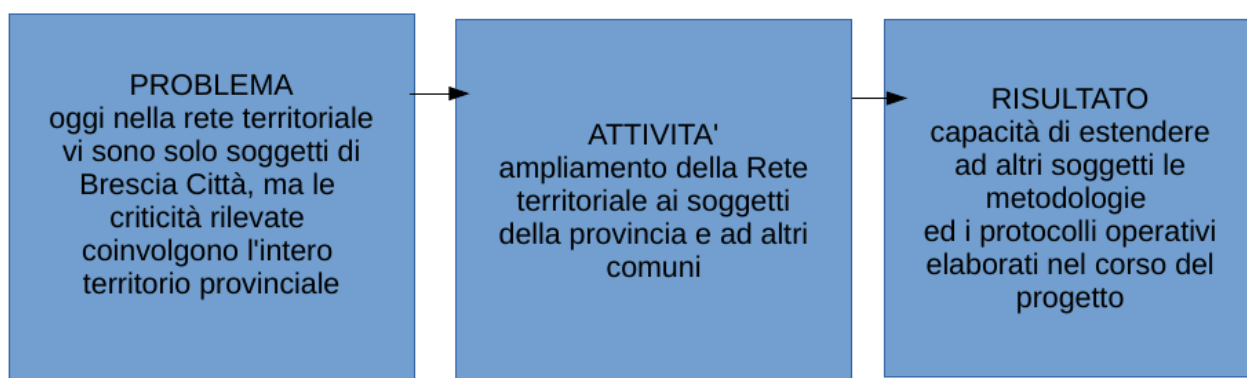 PROBLEMA
oggi nella rete territoriale
vi sono solo soggetti di
Brescia Città, ma le
criticità rilevate
coinvolgono l'intero
territorio provinciale
ATTIVITA'
ampliamento della Rete
territoriale ai soggetti
della provincia e ad altri
comuni
RISULTATO
capacità di estendere
ad altri soggetti le
metodologie
ed i protocolli operativi
elaborati nel corso del
progetto